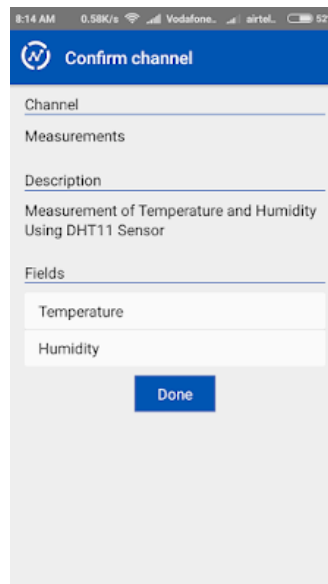 8:14 AM 0.58K/s Vodafone... airtel... 52
Confirm channel
Channel
Measurements
Description
Measurement of Temperature and Humidity
Using DHT11 Sensor
Fields
Temperature
Humidity
Done